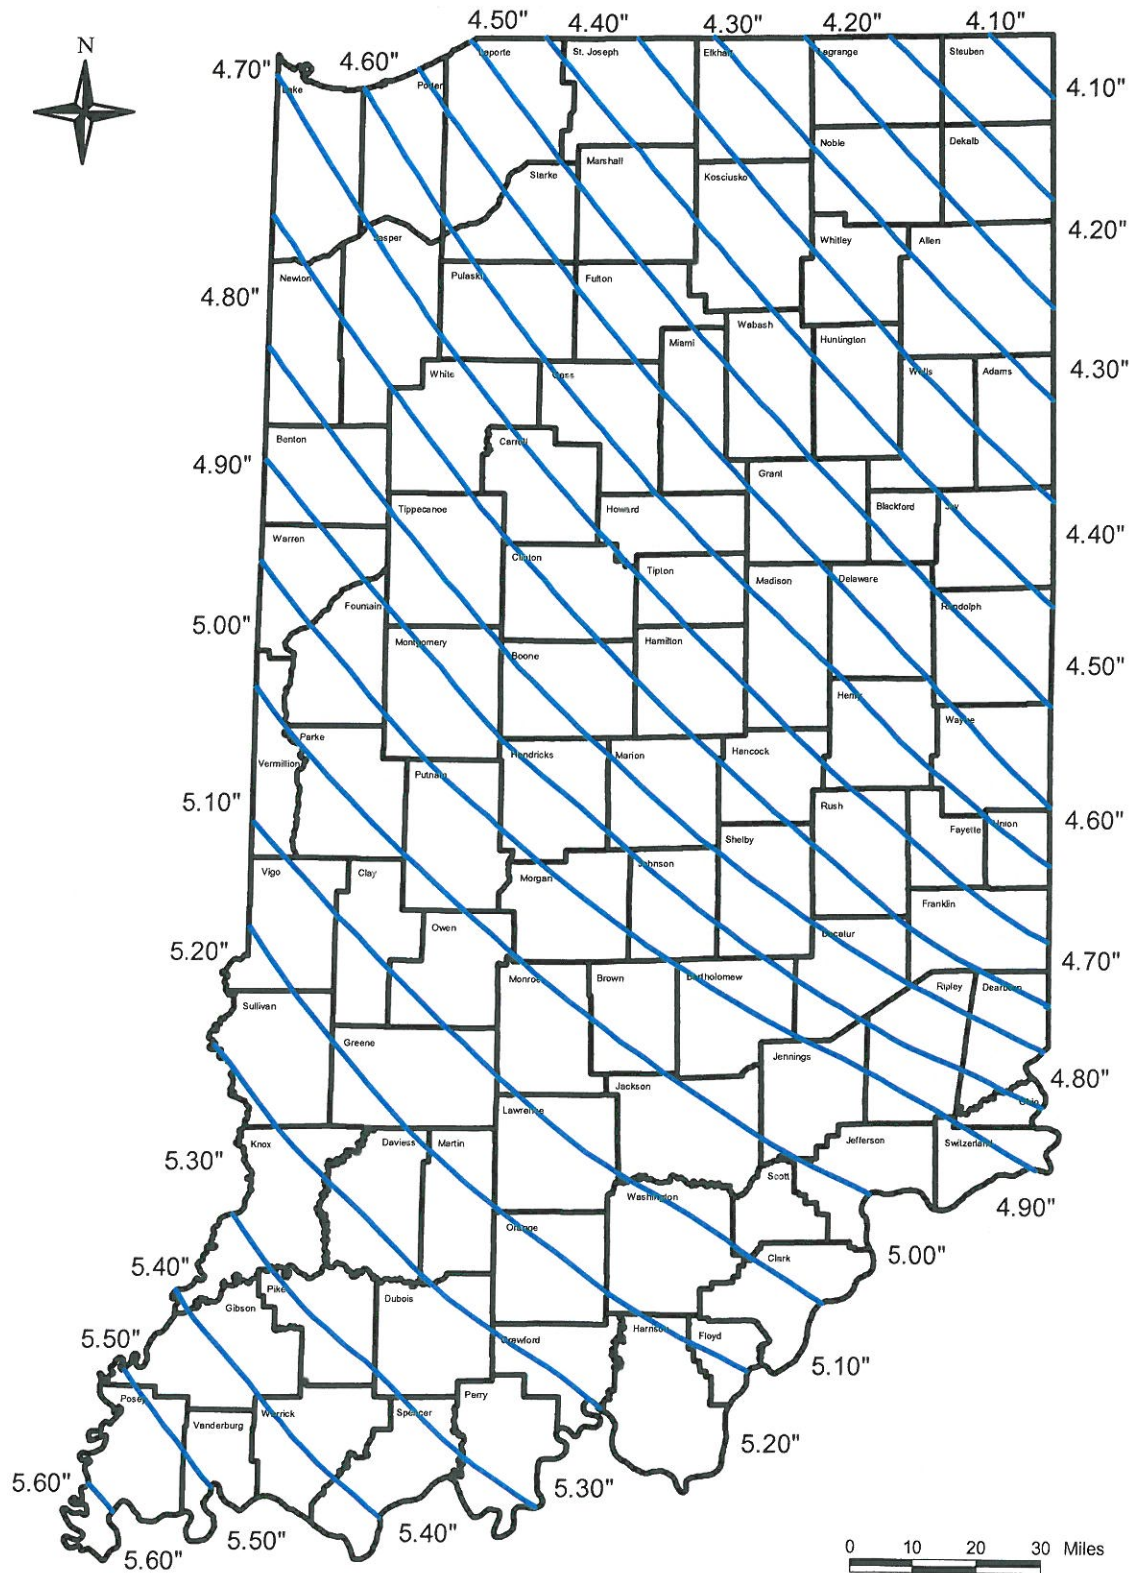 4.50" 4.40" 4.30" 4.20" 4.10"
N
4.70" 4.60"
Laporte St. Joseph Elkhart Lagrange Steuben
Lake Porter
4.10"
Noble Dekalb
Starke Marshall Kosciusko
4.20"
Jasper Whitley Allen
Newton Pulaski Fulton
4.80"
Wabash
Miami Huntington
4.30"
White Cass Wells Adams
Benton Carroll
4.90"
Grant
Tippecanoe Howard Blackford Jay
4.40"
Warren
Clinton Tipton Madison Delaware
Fountain Randolph
5.00"
Montgomery Boone Hamilton
4.50"
Henry
Wayne
Parke Hendricks Marion Hancock
Vermillion Putnam
5.10"
Rush
Fayette Union
4.60"
Shelby
Vigo Clay Morgan Johnson
Franklin
Owen Decatur
5.20"
4.70"
Monroe Brown Bartholomew Ripley Dearborn
Sullivan
Greene Jennings
4.80"
Jackson
Lawrence Ohio
Knox Daviess Martin Jefferson Switzerland
5.30"
Scott
Washington
4.90"
Orange
Clark
5.00"
5.40"
Pike Dubois
Gibson
5.50"
Crawford Harrison Floyd
5.10"
Posey Perry
Vanderburg Warrick Spencer
5.20"
5.60"
5.30"
5.50" 5.40"
5.60"
0 10 20 30 Miles